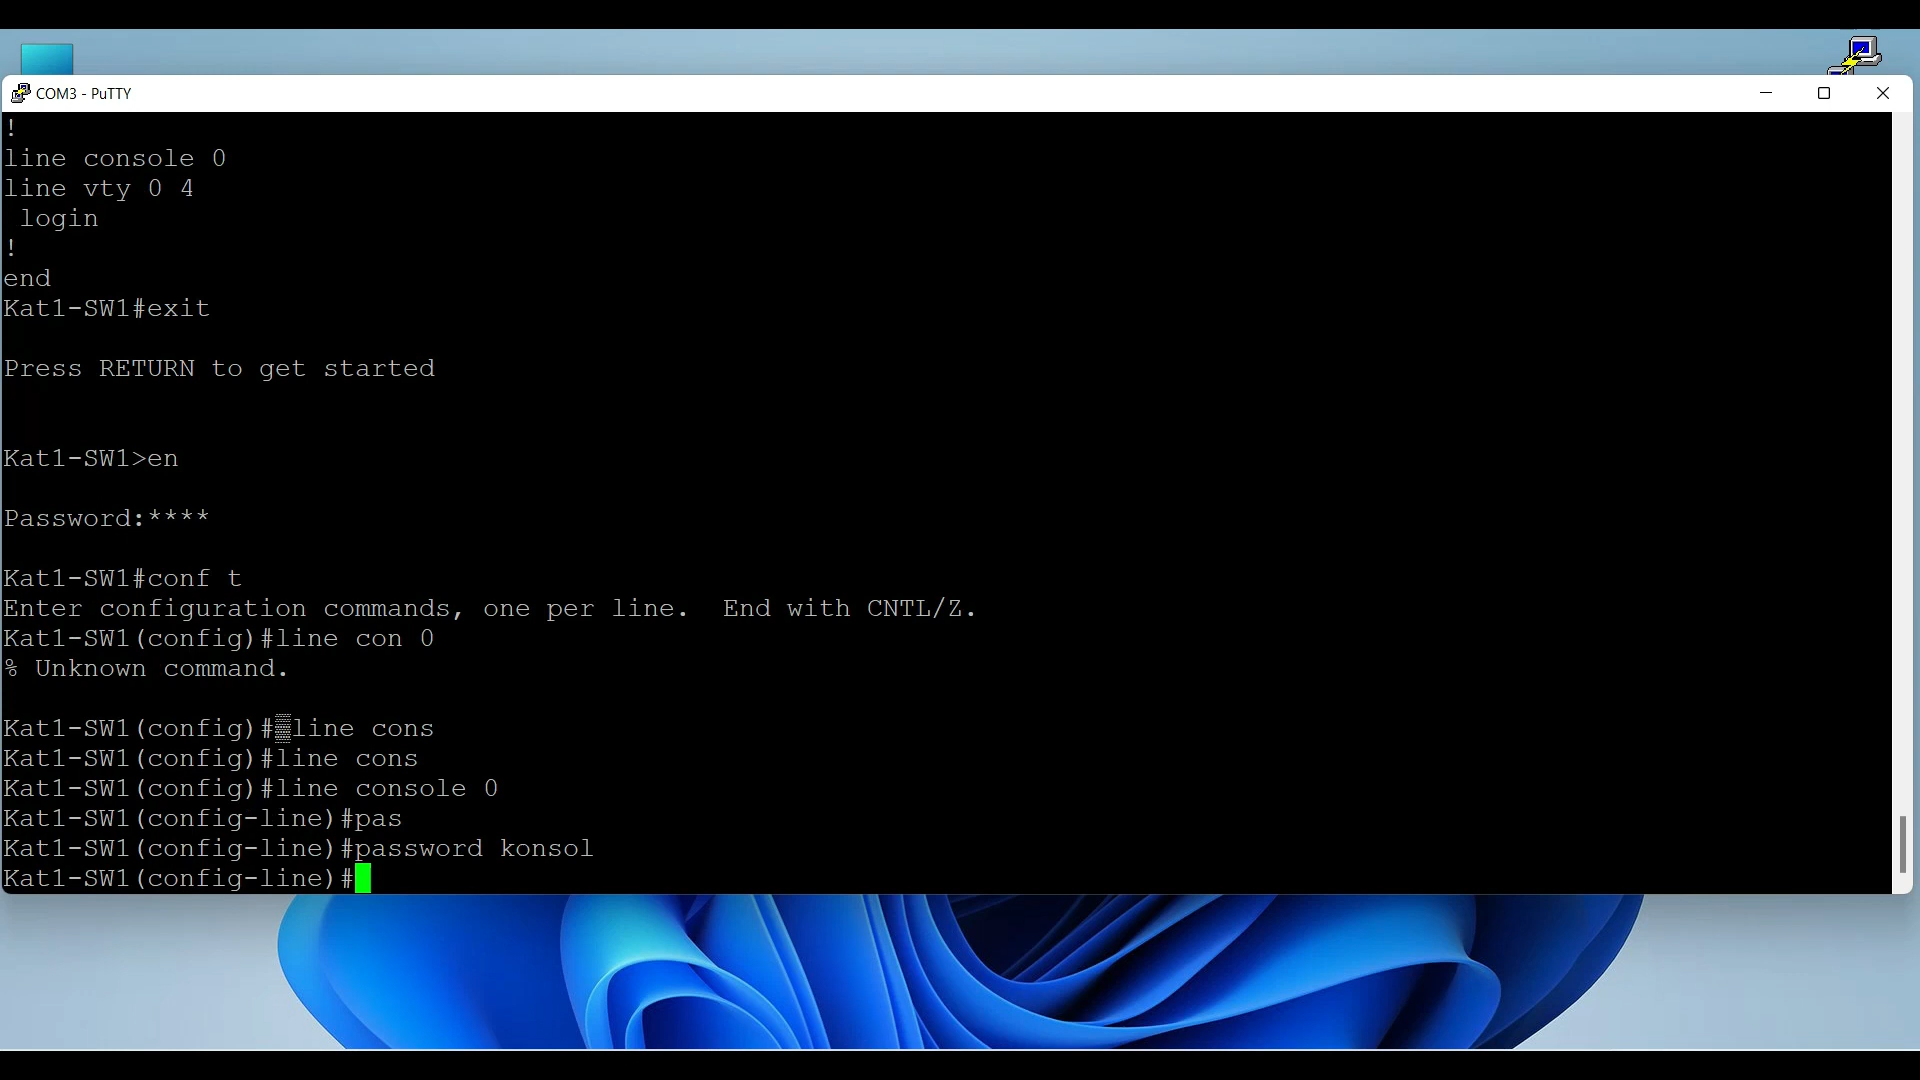 COM3 - PuTTY
!
line console 0
line vty 0 4
 login
!
end
Kat1-SW1#exit
Press RETURN to get started
Kat1-SW1>en
Password:****
Kat1-SW1#conf t
Enter configuration commands, one per line.  End with CNTL/Z.
Kat1-SW1(config)#line con 0
% Unknown command.
Kat1-SW1(config)#▒line cons
Kat1-SW1(config)#line cons
Kat1-SW1(config)#line console 0
Kat1-SW1(config-line)#pas
Kat1-SW1(config-line)#password konsol
Kat1-SW1(config-line)#